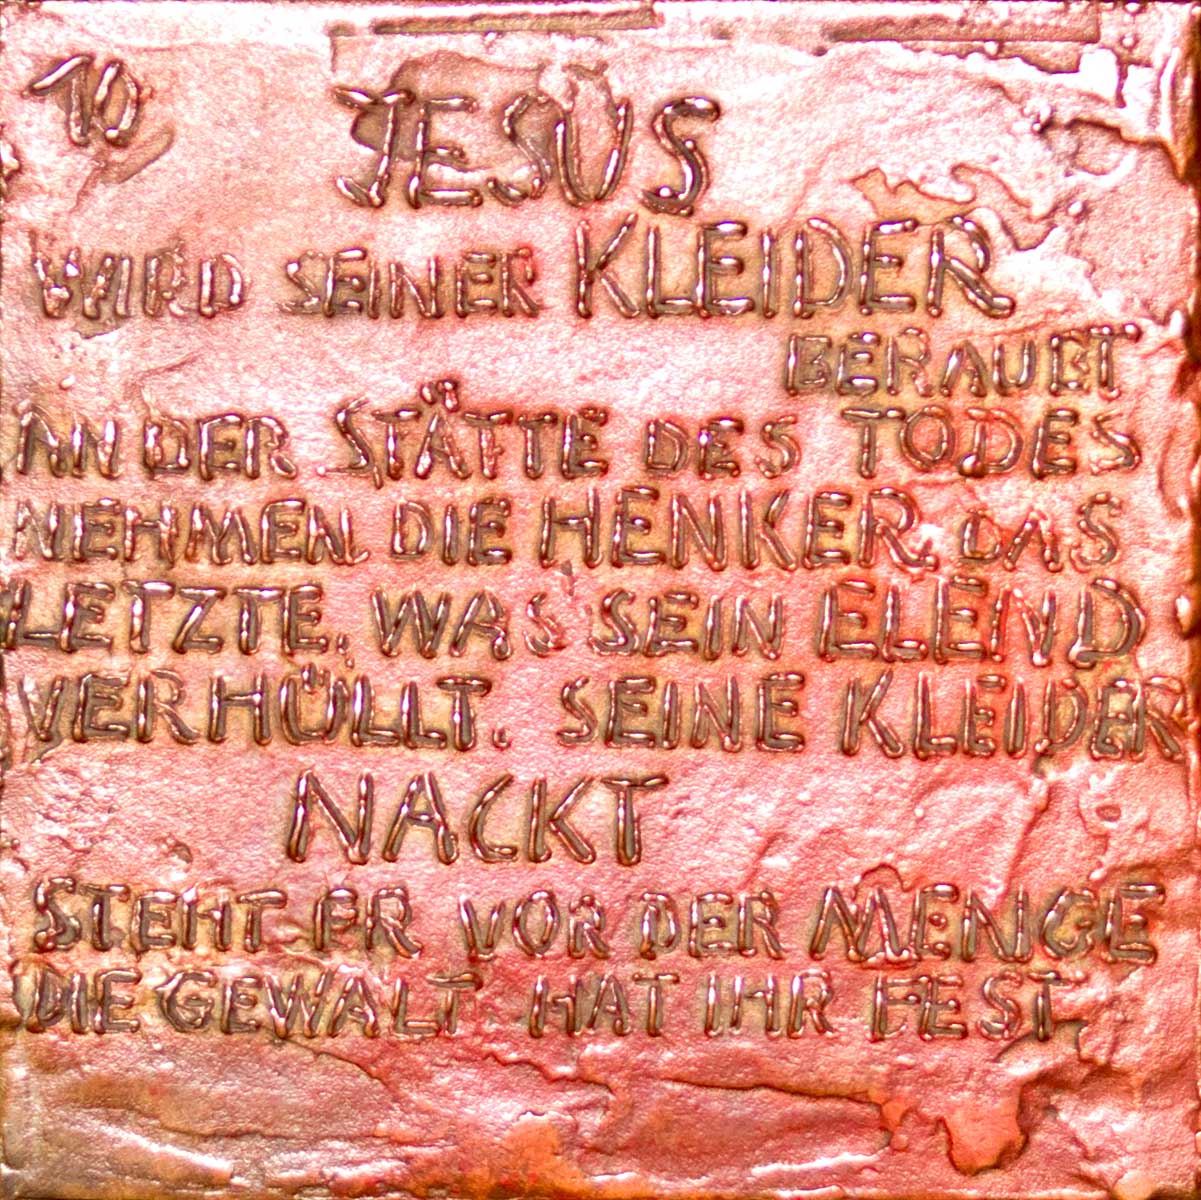 10
JESUS
WIRD SEINER KLEIDER
BERAUBT
AN DER STÄTTE DES TODES
NEHMEN DIE HENKER DAS
LETZTE, WAS SEIN ELEND
VERHÜLLT. SEINE KLEIDER
NACKT
STEHT ER VOR DER MENGE
DIE GEWALT HAT IHR FEST